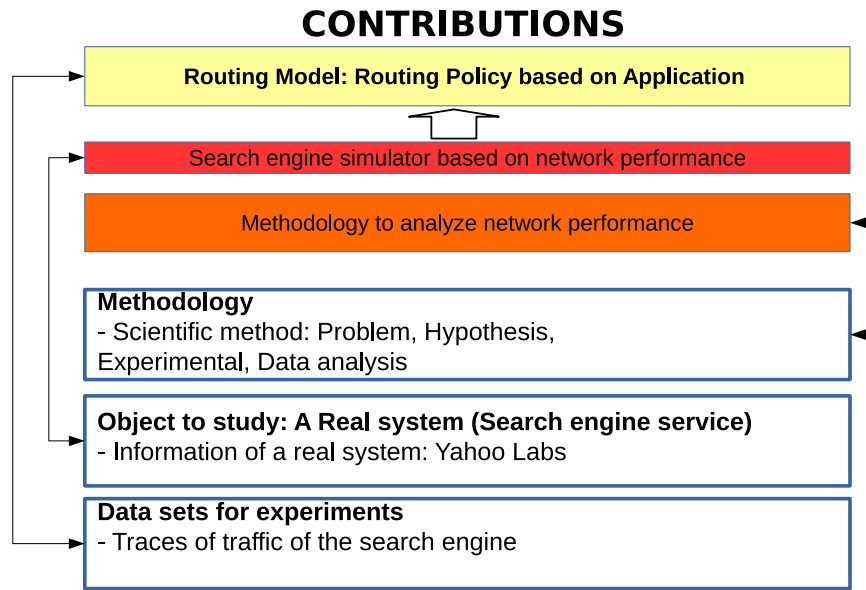 CONTRIBUTIONS
Routing Model: Routing Policy based on Application
Search engine simulator based on network performance
Methodology to analyze network performance
Methodology
- Scientific method: Problem, Hypothesis,
Experimental, Data analysis
Object to study: A Real system (Search engine service)
- Information of a real system: Yahoo Labs
Data sets for experiments
- Traces of traffic of the search engine